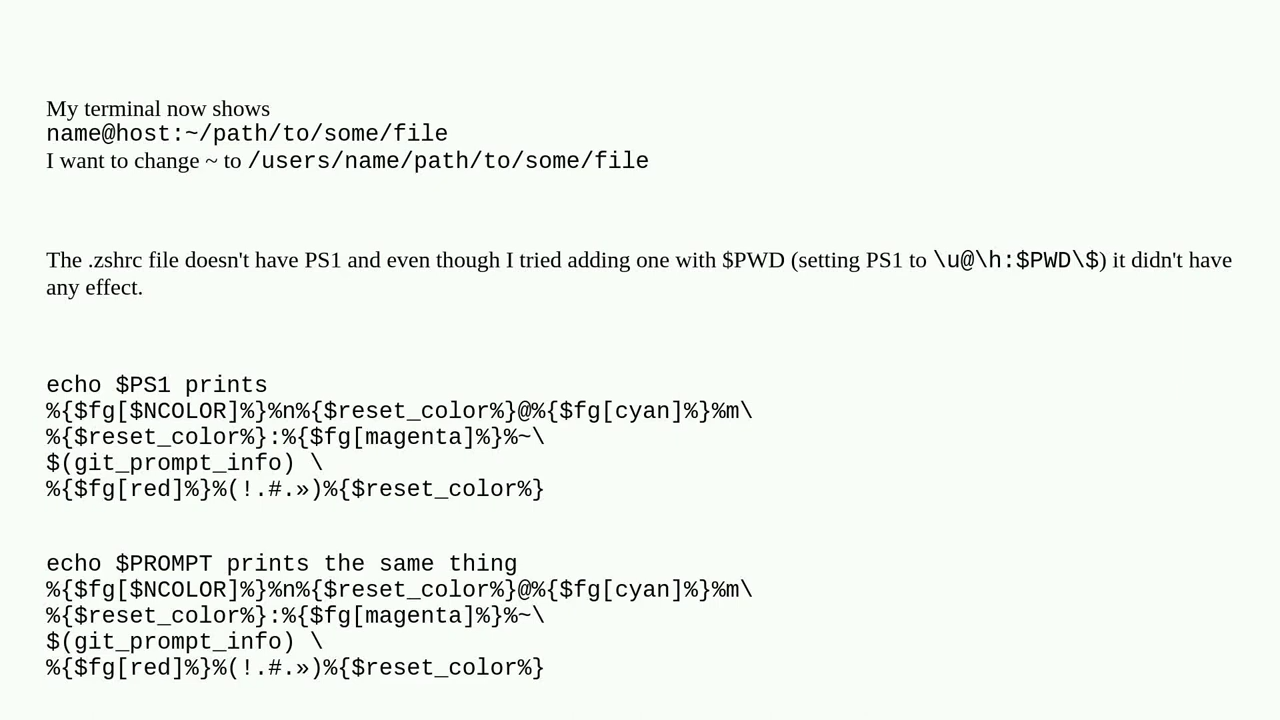 My terminal now shows
name@host:~/path/to/some/file
I want to change ~ to /users/name/path/to/some/file
The .zshrc file doesn't have PS1 and even though I tried adding one with $PWD (setting PS1 to \u@\h:$PWD\$) it didn't have
any effect.
echo $PS1 prints
%{$fg[$NCOLOR]%}%n%{$reset_color%}@%{$fg[cyan]%}%m\
%{$reset_color%}:%{$fg[magenta]%}%~\
$(git_prompt_info) \
%{$fg[red]%}%(!.#.»)%{$reset_color%}
echo $PROMPT prints the same thing
%{$fg[$NCOLOR]%}%n%{$reset_color%}@%{$fg[cyan]%}%m\
%{$reset_color%}:%{$fg[magenta]%}%~\
$(git_prompt_info) \
%{$fg[red]%}%(!.#.»)%{$reset_color%}